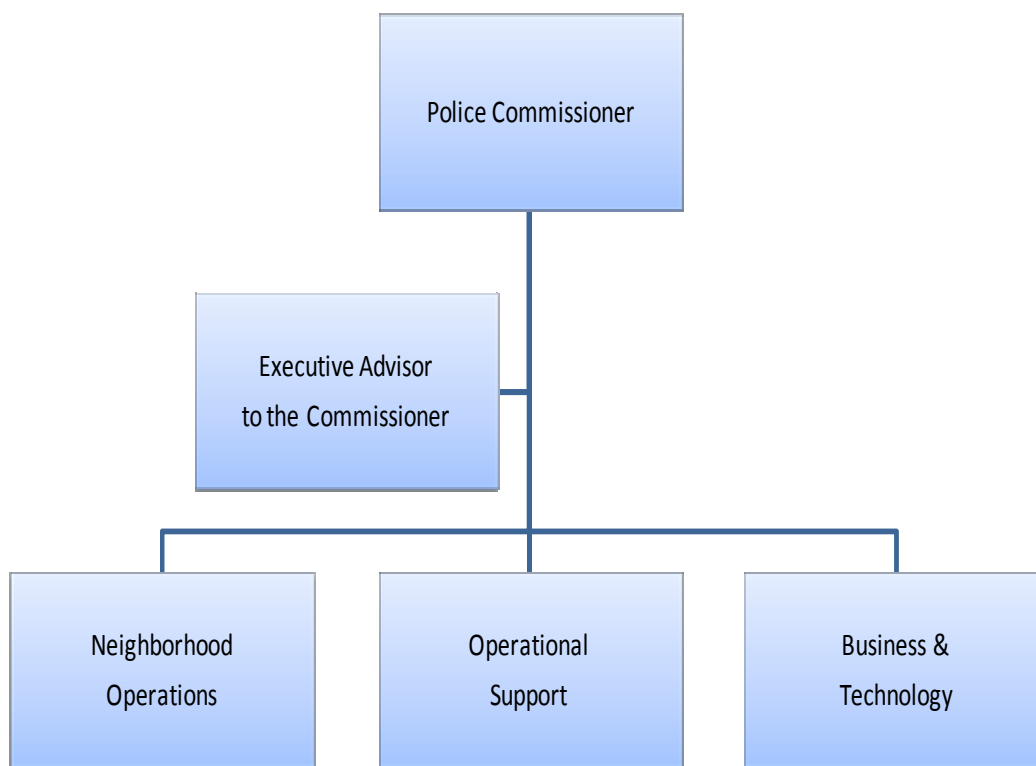 Police Commissioner
Executive Advisor
to the Commissioner
Neighborhood
Operations
Operational
Support
Business &
Technology